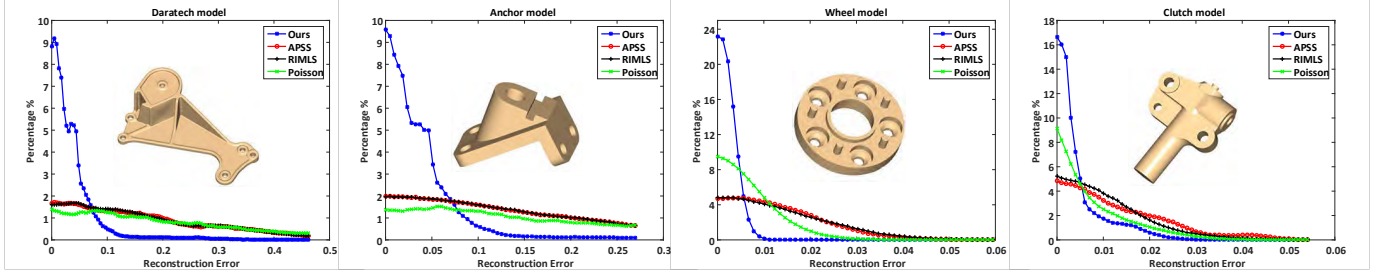 Daratech model
Percentage %
10
9
8
7
6
5
4
3
2
1
0
Ours
APSS
RIMLS
Poisson
0 0.1 0.2 0.3 0.4 0.5
Reconstruction Error
Anchor model
Percentage %
10
9
8
7
6
5
4
3
2
1
0
Ours
APSS
RIMLS
Poisson
0 0.05 0.1 0.15 0.2 0.25 0.3
Reconstruction Error
Wheel model
Percentage %
24
20
16
12
8
4
0
Ours
APSS
RIMLS
Poisson
0 0.01 0.02 0.03 0.04 0.05 0.06
Reconstruction Error
Clutch model
Percentage %
18
16
14
12
10
8
6
4
2
0
Ours
APSS
RIMLS
Poisson
0 0.01 0.02 0.03 0.04 0.05 0.06
Reconstruction Error